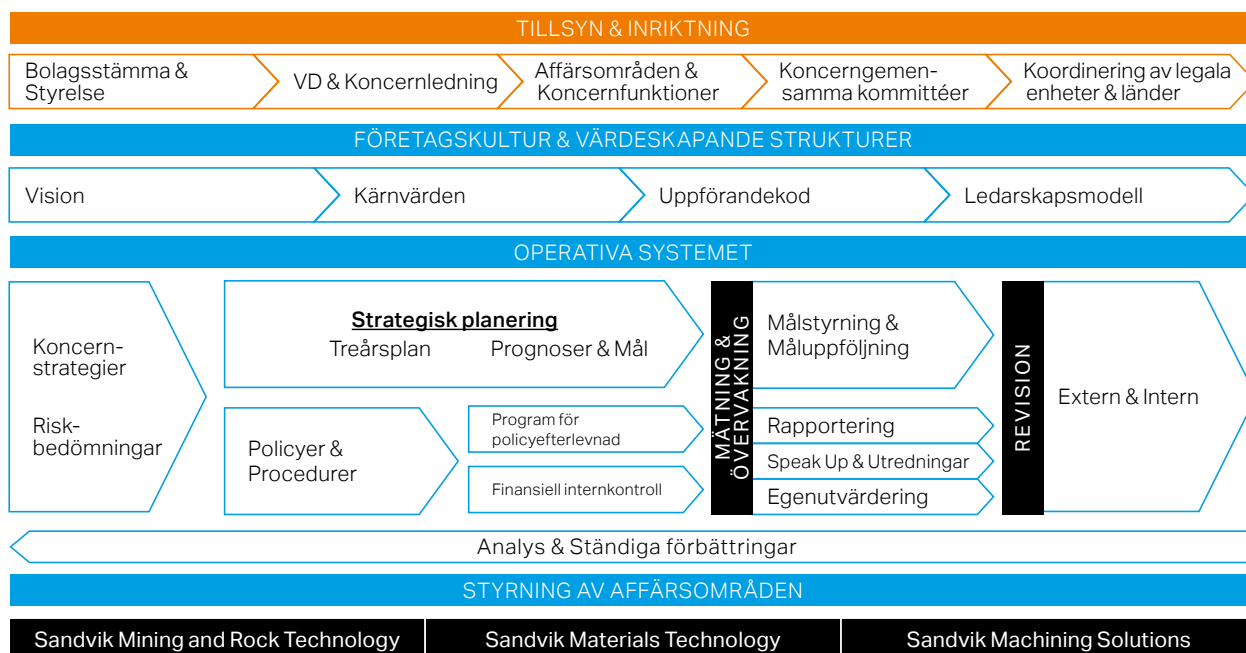 TILLSYN & INRIKTNING
Bolagsstämma &
Styrelse
VD & Koncernledning
Affärsområden &
Koncernfunktioner
Koncerngemen-
samma kommittéer
Koordinering av legala
enheter & länder
FÖRETAGSKULTUR & VÄRDESKAPANDE STRUKTURER
Vision
Kärnvärden
Uppförandekod
Ledarskapsmodell
OPERATIVA SYSTEMET
Koncern-
strategier
Risk-
bedömningar
Strategisk planering
Treårsplan
Prognoser & Mål
Policyer &
Procedurer
Program för
policyefterlevnad
Finansiell internkontroll
MÄTNING &
ÖVERVAKNING
Målstyrning &
Måluppföljning
Rapportering
Speak Up & Utredningar
Egenutvärdering
REVISION
Extern & Intern
Analys & Ständiga förbättringar
STYRNING AV AFFÄRSOMRÅDEN
Sandvik Mining and Rock Technology
Sandvik Materials Technology
Sandvik Machining Solutions